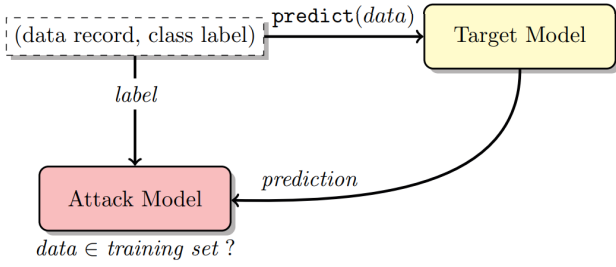 (data record, class label)
predict(data)
Target Model
label
prediction
Attack Model
data ∈ training set ?